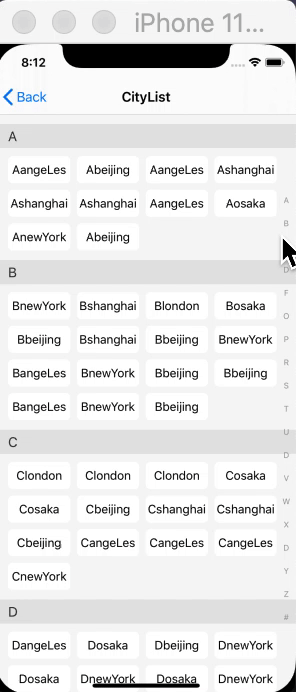 iPhone 11...
8:12
Back
CityList
A
AangeLes Abeijing AangeLes Ashanghai
Ashanghai Ashanghai AangeLes Aosaka
AnewYork Abeijing
B
BnewYork Bshanghai Blondon Bosaka
Bbeijing Bshanghai Bbeijing BnewYork
BangeLes BnewYork Bbeijing Bbeijing
BangeLes BnewYork Bbeijing
C
Clondon Clondon Clondon Cosaka
Cosaka Cbeijing Cshanghai Cshanghai
Cbeijing CangeLes CangeLes CangeLes
CnewYork
D
DangeLes Dosaka Dbeijing DnewYork
Dosaka DnewYork Dosaka DnewYork
A
B
D
F
O
P
R
S
T
U
D
V
W
X
D
Y
Z
#